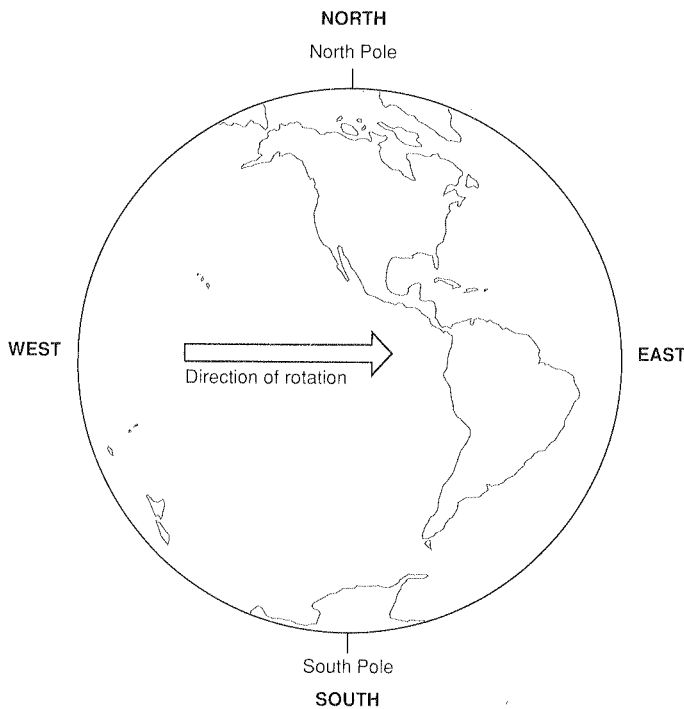 NORTH
North Pole
WEST
EAST
Direction of rotation
South Pole
SOUTH